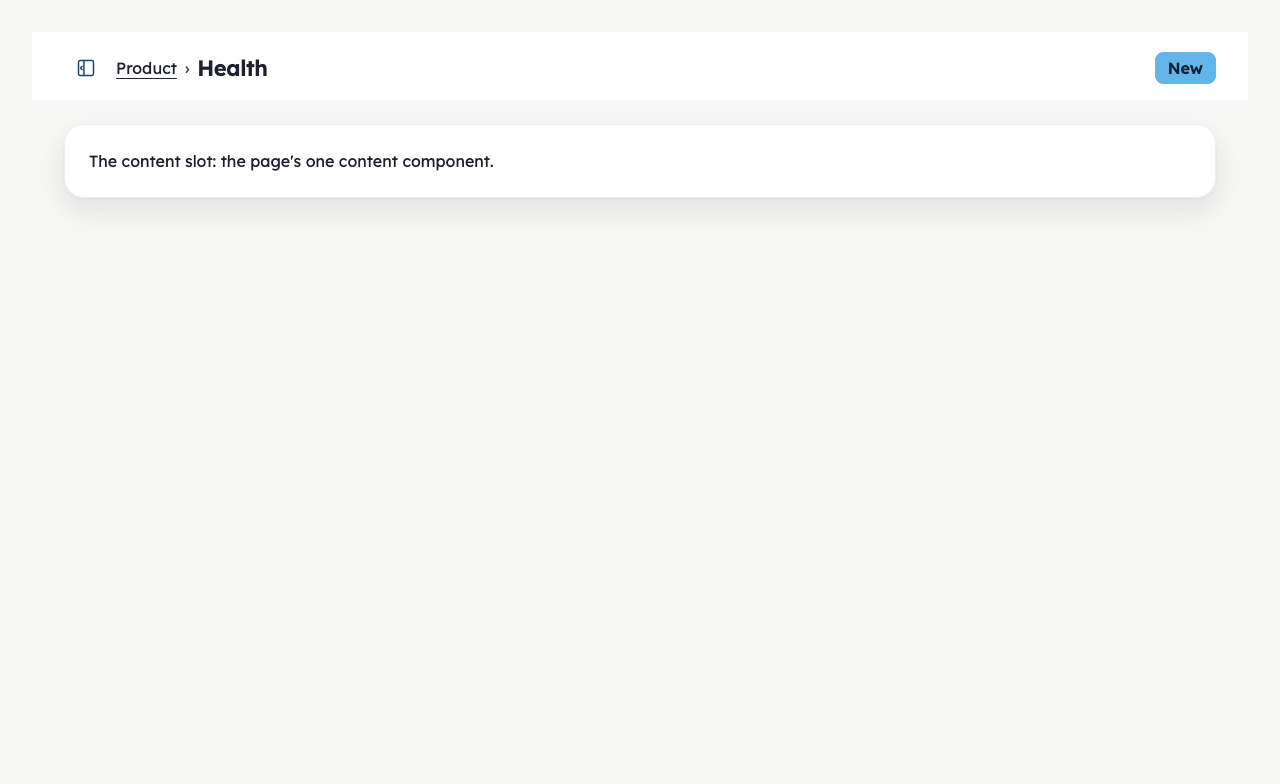 Product › Health
New
The content slot: the page's one content component.